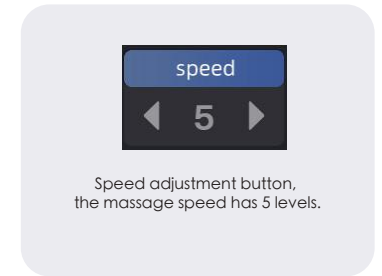 speed
5
Speed adjustment button,
the massage speed has 5 levels.